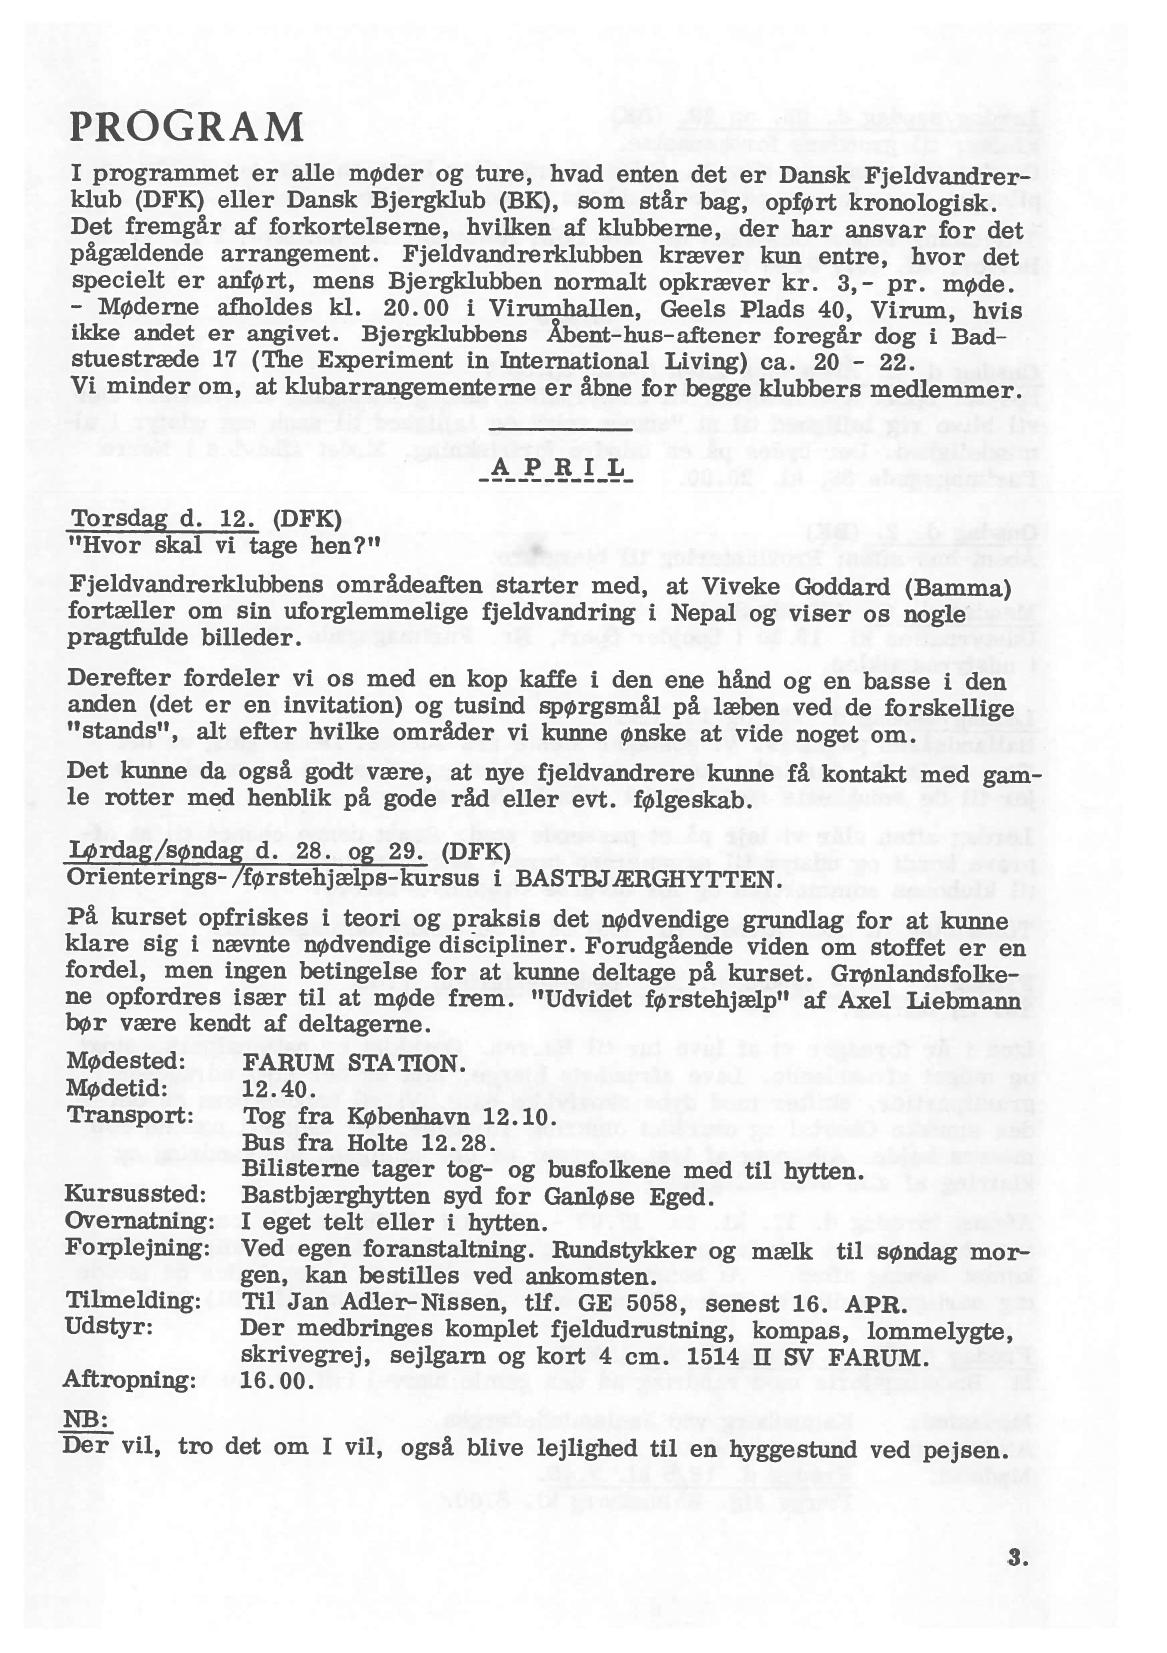 PROGRAM
I programmet er alle møder og ture, hvad enten det er Dansk Fjeldvandrer-
klub (DFK) eller Dansk Bjergklub (BK), som står bag, opført kronologisk.
Det fremgår af forkortelserne, hvilken af klubberne, der har ansvar for det
pågældende arrangement. Fjeldvandrerklubben kræver kun entre, hvor det
specielt er anført, mens Bjergklubben normalt opkræver kr. 3,- pr. møde.
- Møderne afholdes kl. 20.00 i Virumhallen, Geels Plads 40, Virum, hvis
ikke andet er angivet. Bjergklubbens Åbent-hus-aftener foregår dog i Bad-
stuestræde 17 (The Experiment in International Living) ca. 20 - 22.
Vi minder om, at klubarrangementerne er åbne for begge klubbers medlemmer.
A P R I L
Torsdag d. 12. (DFK)
"Hvor skal vi tage hen?"
Fjeldvandrerklubbens områdeaften starter med, at Viveke Goddard (Bamma)
fortæller om sin uforglemmelige fjeldvandring i Nepal og viser os nogle
pragtfulde billeder.
Derefter fordeler vi os med en kop kaffe i den ene hånd og en basse i den
anden (det er en invitation) og tusind spørgsmål på læben ved de forskellige
"stands", alt efter hvilke områder vi kunne ønske at vide noget om.
Det kunne da også godt være, at nye fjeldvandrere kunne få kontakt med gam-
le rotter med henblik på gode råd eller evt. følgeskab.
Lørdag/søndag d. 28. og 29. (DFK)
Orienterings-/førstehjælps-kursus i BASTBJÆRGHYTTEN.
På kurset opfriskes i teori og praksis det nødvendige grundlag for at kunne
klare sig i nævnte nødvendige discipliner. Forudgående viden om stoffet er en
fordel, men ingen betingelse for at kunne deltage på kurset. Grønlandsfolke-
ne opfordres især til at møde frem. "Udvidet førstehjælp" af Axel Liebmann
bør være kendt af deltagerne.
Mødested: FARUM STATION.
Mødetid: 12.40.
Transport: Tog fra København 12.10.
Bus fra Holte 12.28.
Bilisterne tager tog- og busfolkene med til hytten.
Kursussted: Bastbjærghytten syd for Ganløse Eged.
Overnatning: I eget telt eller i hytten.
Forplejning: Ved egen foranstaltning. Rundstykker og mælk til søndag mor-
gen, kan bestilles ved ankomsten.
Tilmelding: Til Jan Adler-Nissen, tlf. GE 5058, senest 16. APR.
Udstyr: Der medbringes komplet fjeldudrustning, kompas, lommelygte,
skrivegrej, sejlgarn og kort 4 cm. 1514 II SV FARUM.
Aftropning: 16.00.
NB:
Der vil, tro det om I vil, også blive lejlighed til en hyggestund ved pejsen.
3.